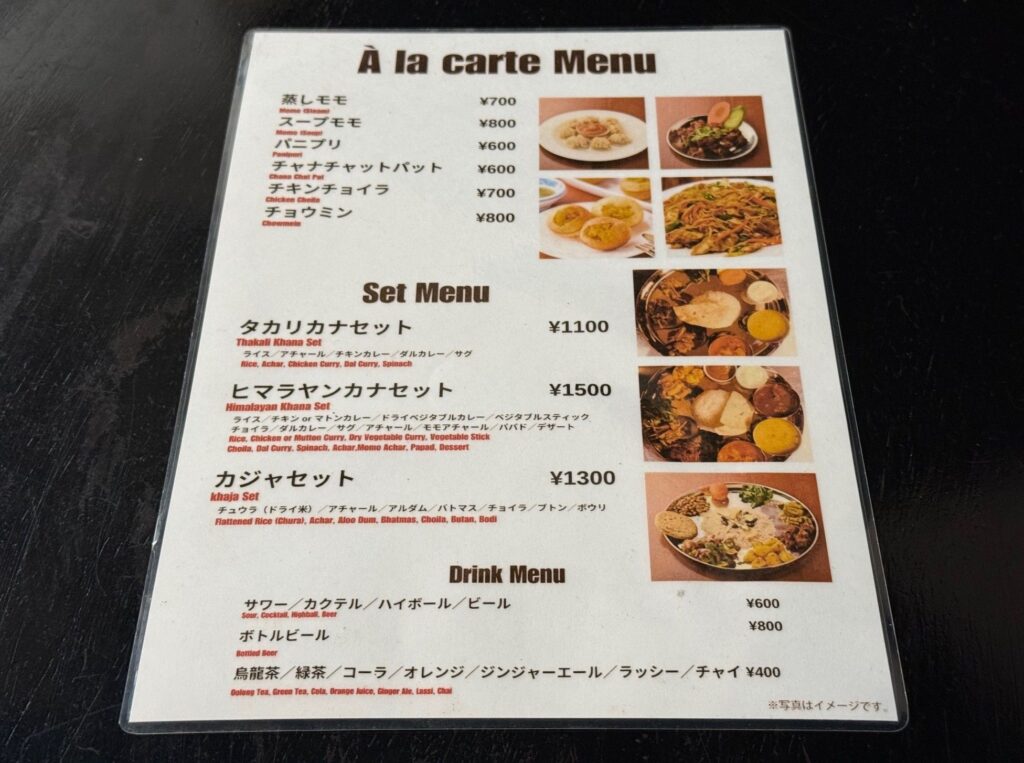 À la carte Menu
蒸しモモ ¥700
Momo (Steam)
スープモモ ¥800
Momo (Soup)
パニプリ ¥600
Panipuri
チャナチャットパット ¥600
Chana Chat Pat
チキンチョイラ ¥700
Chicken Choila
チョウミン ¥800
Chowmein
Set Menu
タカリカナセット ¥1100
Thakali Khana Set
ライス／アチャール／チキンカレー／ダルカレー／サグ
Rice, Achar, Chicken Curry, Dal Curry, Spinach
ヒマラヤンカナセット ¥1500
Himalayan Khana Set
ライス／チキン or マトンカレー／ドライベジタブルカレー／ベジタブルスティック
チョイラ／ダルカレー／サグ／アチャール／モモアチャール／パパド／デザート
Rice, Chicken or Mutton Curry, Dry Vegetable Curry, Vegetable Stick
Choila, Dal Curry, Spinach, Achar,Momo Achar, Papad, Dessert
カジャセット ¥1300
khaja Set
チュウラ（ドライ米）／アチャール／アルダム／バトマス／チョイラ／ブトン／ボウリ
Flattened Rice (Chura), Achar, Aloo Dum, Bhatmas, Choila, Butan, Bodi
Drink Menu
サワー／カクテル／ハイボール／ビール ¥600
Sour, Cocktail, Highball, Beer
ボトルビール ¥800
Bottled Beer
烏龍茶／緑茶／コーラ／オレンジ／ジンジャーエール／ラッシー／チャイ ¥400
Oolong Tea, Green Tea, Cola, Orange Juice, Ginger Ale, Lassi, Chai
※写真はイメージです。